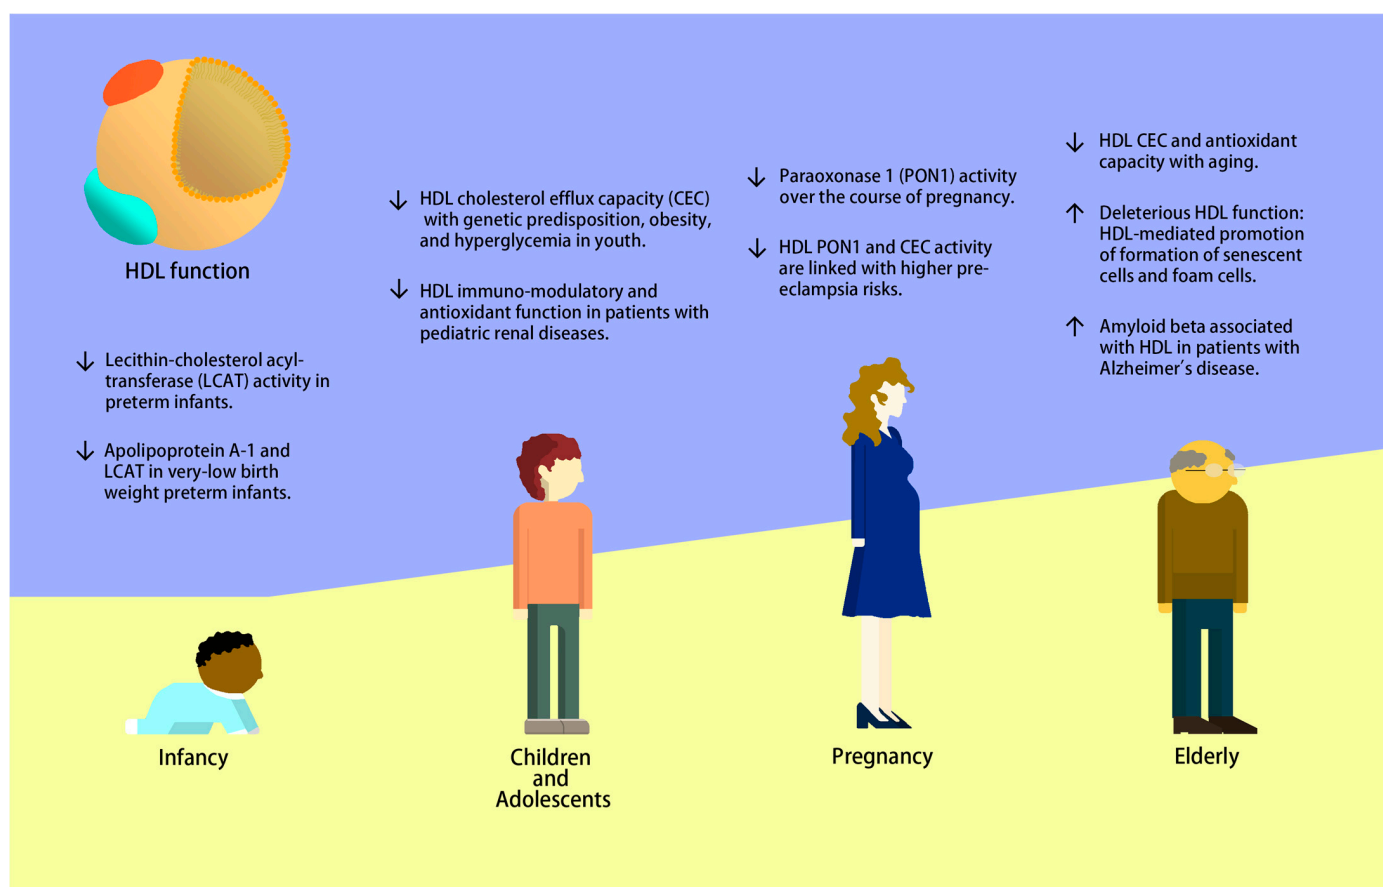 HDL function
↓ Lecithin-cholesterol acyl-
transferase (LCAT) activity in
preterm infants.
↓ Apolipoprotein A-1 and
LCAT in very-low birth
weight preterm infants.
↓ HDL cholesterol efflux capacity (CEC)
with genetic predisposition, obesity,
and hyperglycemia in youth.
↓ HDL immuno-modulatory and
antioxidant function in patients with
pediatric renal diseases.
↓ Paraoxonase 1 (PON1) activity
over the course of pregnancy.
↓ HDL PON1 and CEC activity
are linked with higher pre-
eclampsia risks.
↓ HDL CEC and antioxidant
capacity with aging.
↑ Deleterious HDL function:
HDL-mediated promotion
of formation of senescent
cells and foam cells.
↑ Amyloid beta associated
with HDL in patients with
Alzheimer´s disease.
Infancy
Children
and
Adolescents
Pregnancy
Elderly